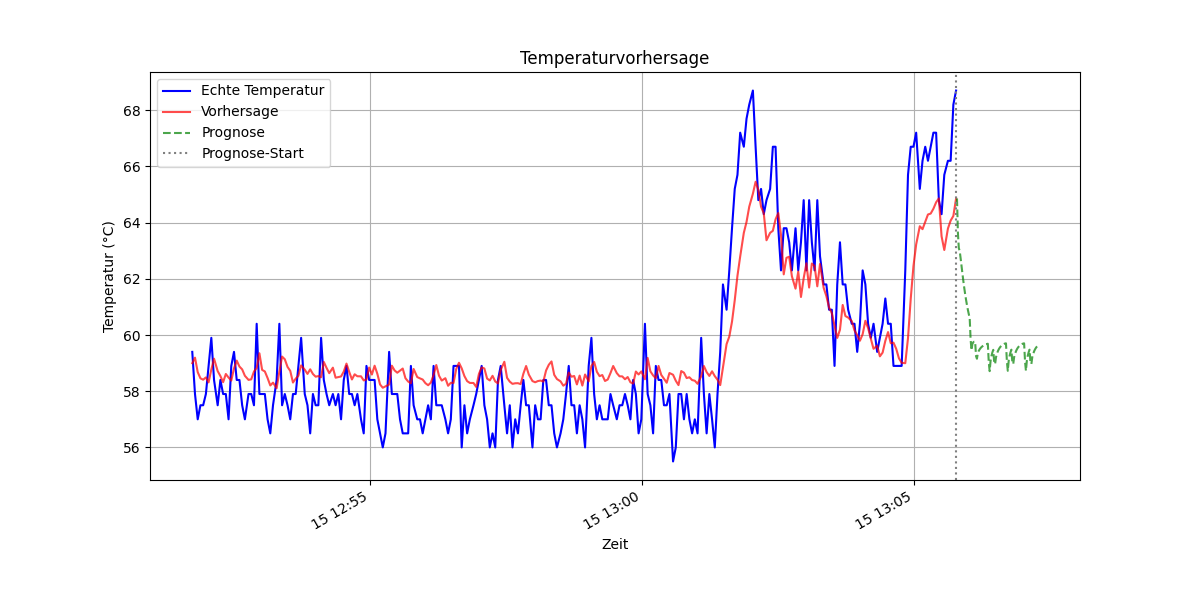 Temperaturvorhersage
Echte Temperatur
Vorhersage
Prognose
Prognose-Start
Temperatur (°C)
68
66
64
62
60
58
56
15 12:55
15 13:00
15 13:05
Zeit